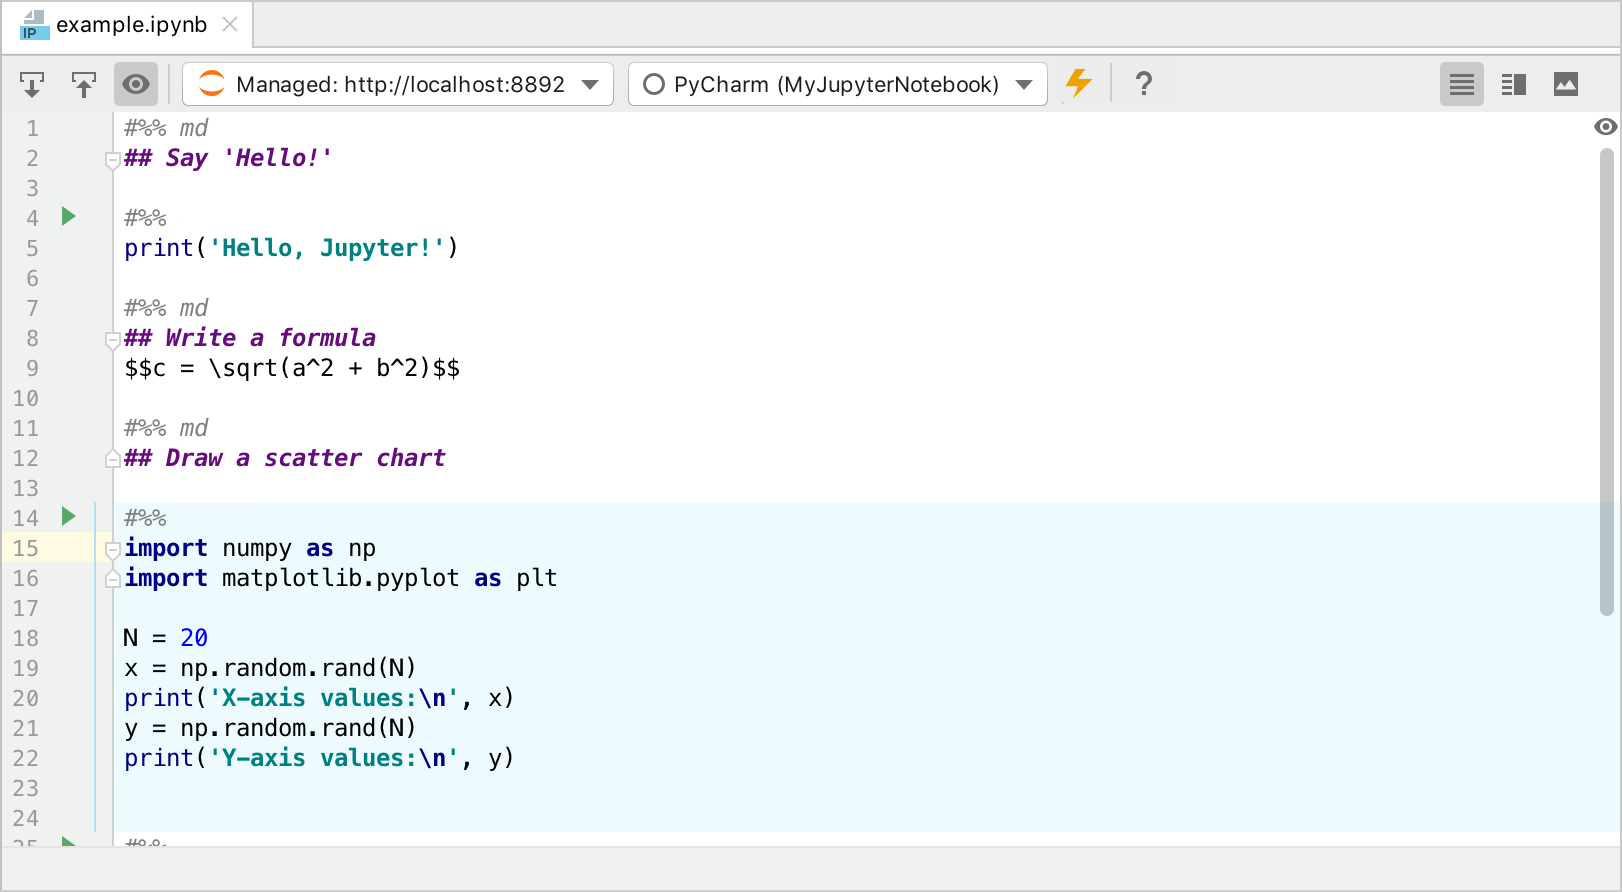 example.ipynb
IP
Managed: http://localhost:8892
PyCharm (MyJupyterNotebook)
?
1 #%% md
2 ## Say 'Hello!'
3
4 #%%
5 print('Hello, Jupyter!')
6
7 #%% md
8 ## Write a formula
9 $$c = \sqrt(a^2 + b^2)$$
10
11 #%% md
12 ## Draw a scatter chart
13
14 #%%
15 import numpy as np
16 import matplotlib.pyplot as plt
17
18 N = 20
19 x = np.random.rand(N)
20 print('X-axis values:\n', x)
21 y = np.random.rand(N)
22 print('Y-axis values:\n', y)
23
24
25 #%%